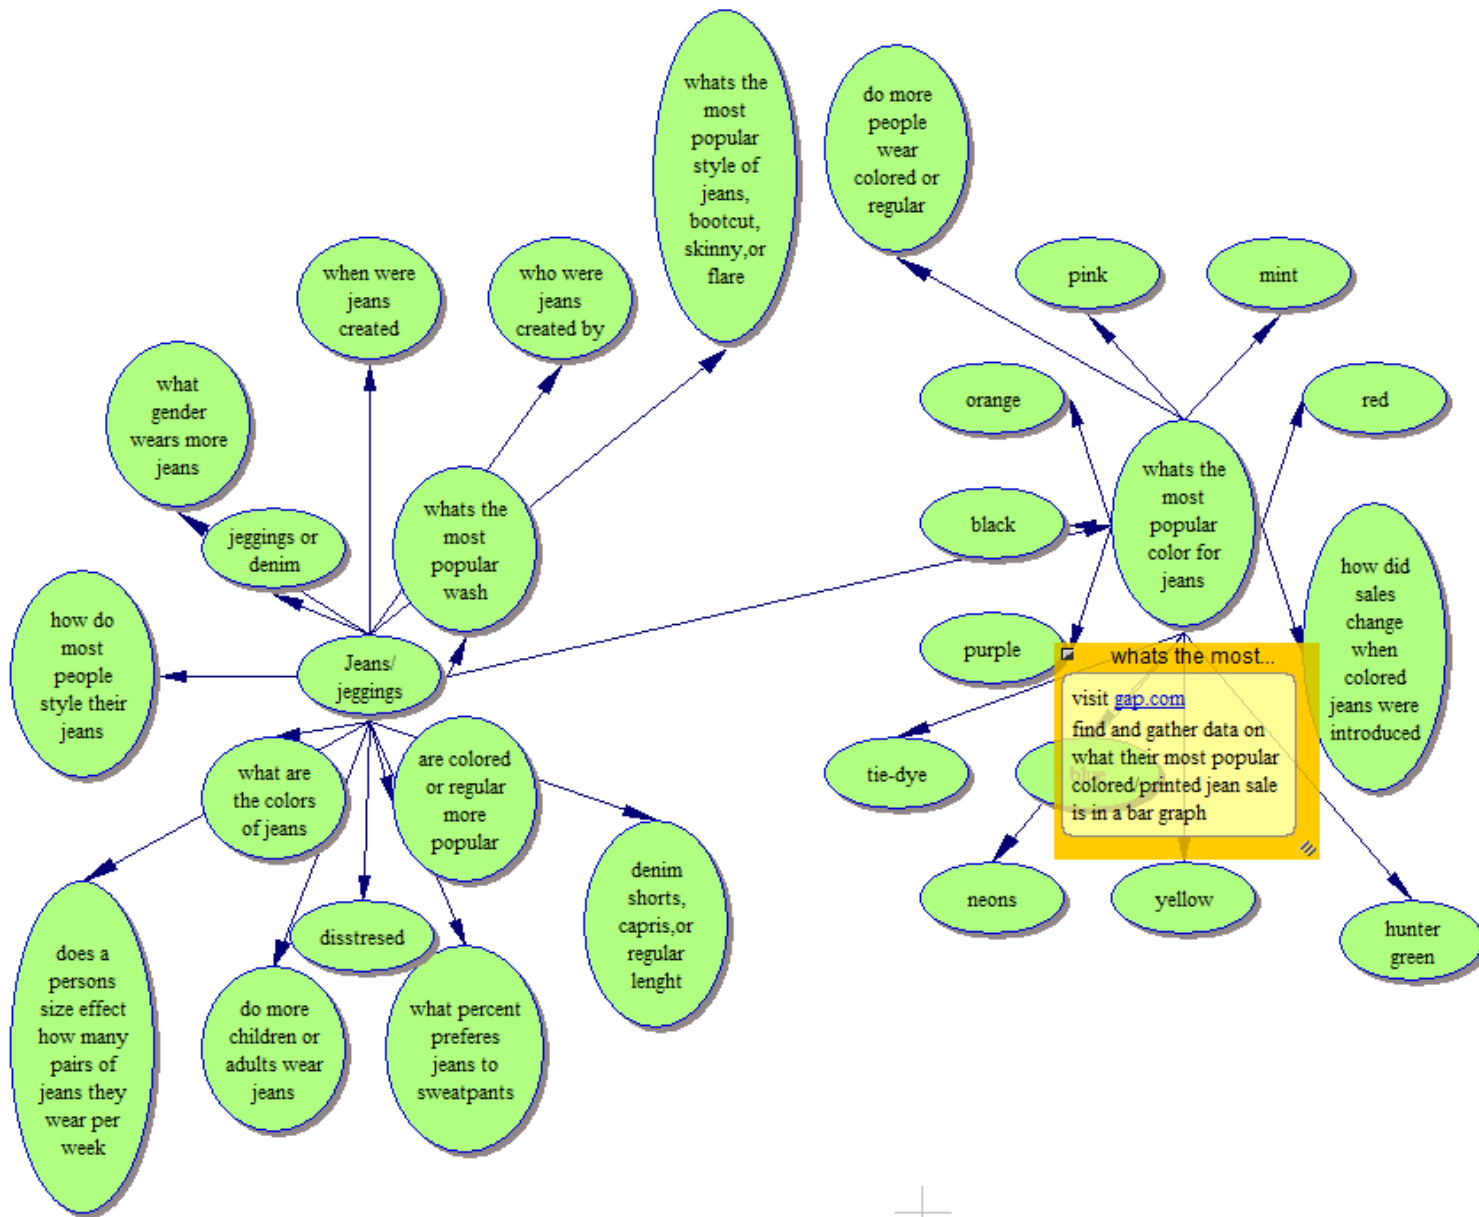 whats the
most
popular
style of
jeans,
bootcut,
skinny,or
flare
do more
people
wear
colored or
regular
when were
jeans
created
who were
jeans
created by
pink
mint
what
gender
wears more
jeans
orange
red
whats the
most
popular
wash
whats the
most
popular
color for
jeans
jeggings or
denim
black
how did
sales
change
when
colored
jeans were
introduced
how do
most
people
style their
jeans
Jeans/
jeggings
purple
whats the most...
visit gap.com
find and gather data on
what their most popular
colored/printed jean sale
is in a bar graph
what are
the colors
of jeans
are colored
or regular
more
popular
tie-dye
blue
denim
shorts,
capris,or
regular
lenght
neons
yellow
hunter
green
does a
persons
size effect
how many
pairs of
jeans they
wear per
week
disstresed
do more
children or
adults wear
jeans
what percent
preferes
jeans to
sweatpants